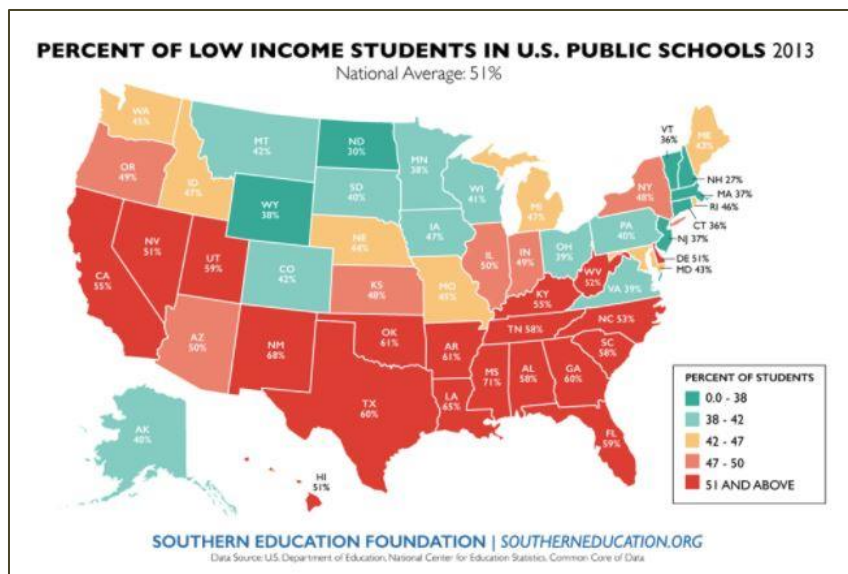 PERCENT OF LOW INCOME STUDENTS IN U.S. PUBLIC SCHOOLS 2013
National Average: 51%
WA
45%
MT
42%
ND
30%
MN
38%
VT
36%
ME
43%
OR
49%
ID
47%
WY
38%
SD
40%
WI
41%
MI
47%
NY
48%
NH 27%
MA 37%
RI 46%
CT 36%
NJ 37%
DE 51%
MD 43%
NV
51%
UT
59%
CO
42%
NE
44%
IA
47%
IL
50%
IN
49%
OH
39%
PA
40%
CA
55%
AZ
50%
NM
68%
KS
48%
MO
45%
KY
55%
WV
52%
VA 39%
OK
61%
AR
61%
TN 58%
NC 53%
SC
58%
TX
60%
LA
65%
MS
71%
AL
58%
GA
60%
FL
59%
AK
40%
HI
51%
PERCENT OF STUDENTS
0.0 - 38
38 - 42
42 - 47
47 - 50
51 AND ABOVE
SOUTHERN EDUCATION FOUNDATION | SOUTHERNEDUCATION.ORG
Data Source: U.S. Department of Education, National Center for Education Statistics, Common Core of Data